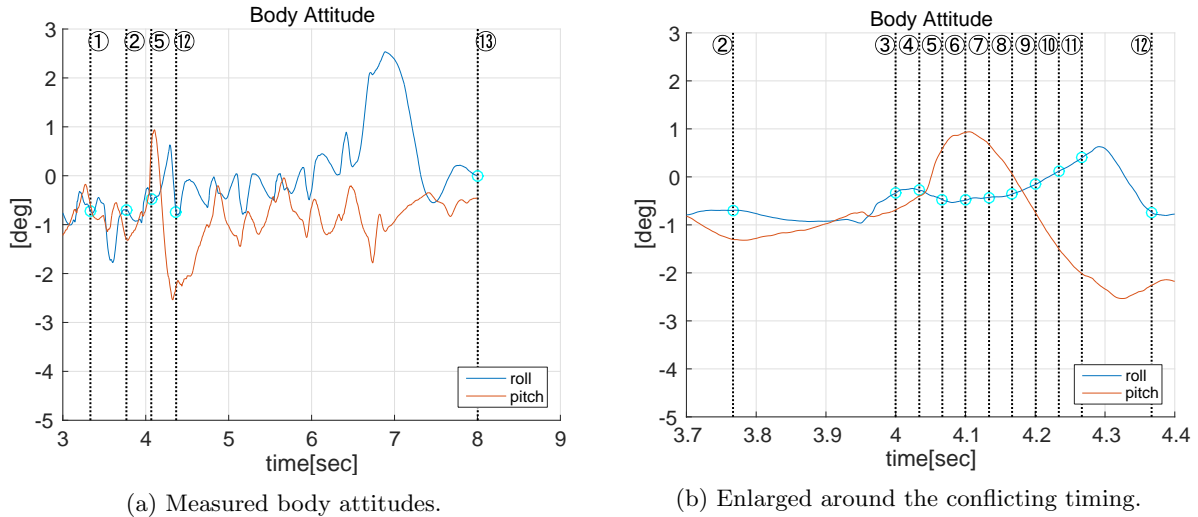 Body Attitude
① ② ⑤ ⑫ ⑬
3
2
1
0
-1
-2
-3
-4
-5
[deg]
roll
pitch
3 4 5 6 7 8 9
time[sec]
(a) Measured body attitudes.
Body Attitude
② ③ ④ ⑤ ⑥ ⑦ ⑧ ⑨ ⑩ ⑪ ⑫
3
2
1
0
-1
-2
-3
-4
-5
[deg]
roll
pitch
3.7 3.8 3.9 4 4.1 4.2 4.3 4.4
time[sec]
(b) Enlarged around the conflicting timing.